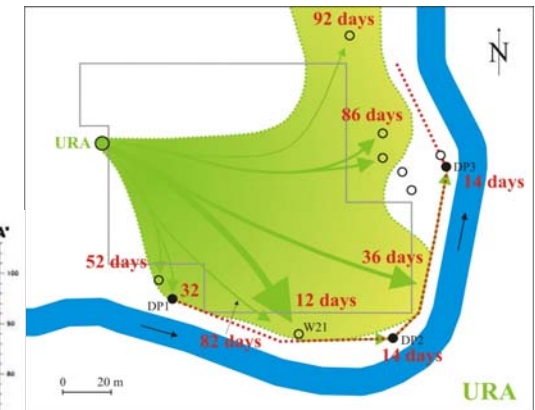 92 days
N
86 days
URA
DP3
14 days
A'
52 days
36 days
32
12 days
DP1
W21
82 days
DP2
14 days
100
90
80
0 20 m
URA